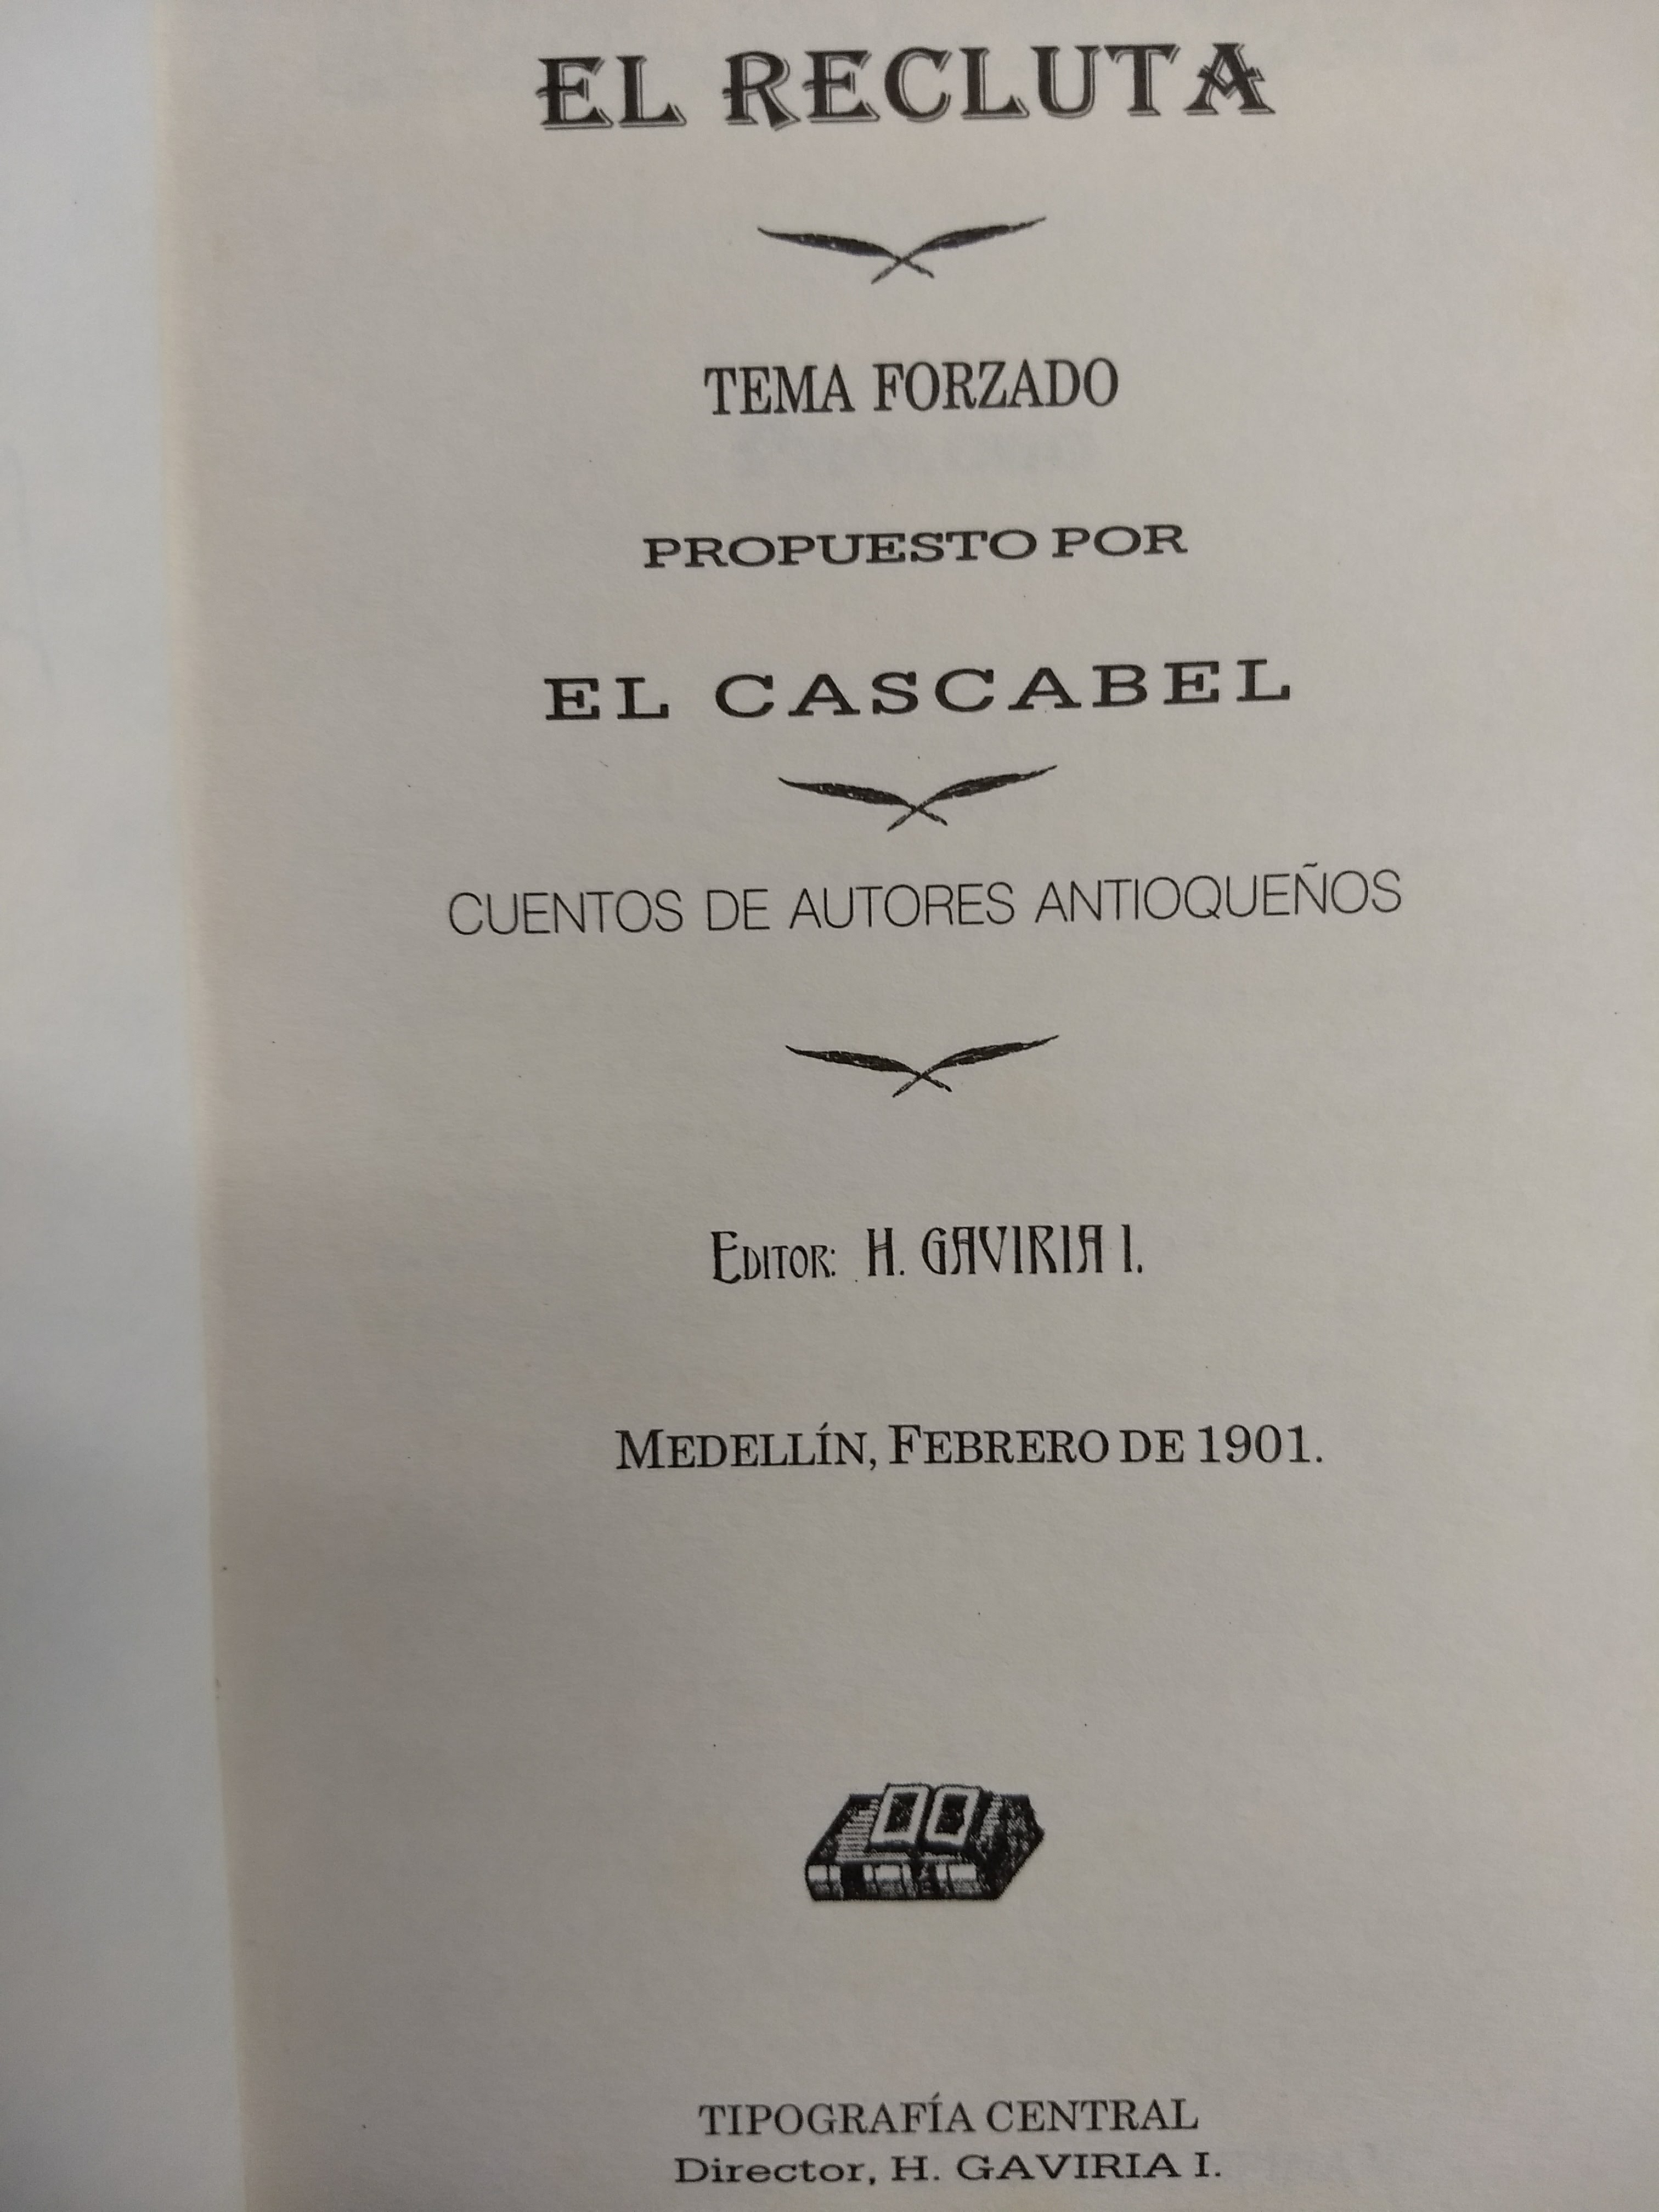 EL RECLUTA
TEMA FORZADO
PROPUESTO POR
EL CASCABEL
CUENTOS DE AUTORES ANTIOQUEÑOS
EDITOR: H. GAVIRIA I.
MEDELLÍN, FEBRERO DE 1901.
TIPOGRAFÍA CENTRAL
Director, H. GAVIRIA I.